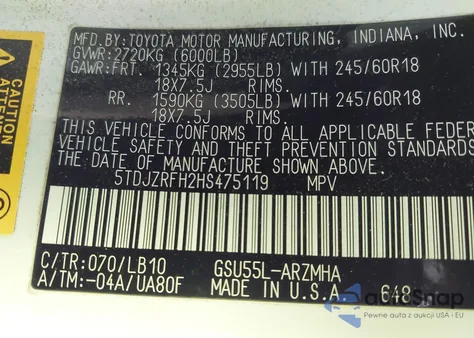 MFD. BY:TOYOTA MOTOR MANUFACTURING, INDIANA, INC.
GVWR:2720KG (6000LB)
GAWR:FRT. 1345KG (2955LB) WITH 245/60R18
18X7.5J RIMS.
RR. 1590KG (3505LB) WITH 245/60R18
18X7.5J RIMS.
THIS VEHICLE CONFORMS TO ALL APPLICABLE FEDER
VEHICLE SAFETY AND THEFT PREVENTION STANDARDS
DATE OF MANUFACTURE SHOWN ABOVE.
5TDJZRFH2HS475119 MPV
C/TR:070/LB10 GSU55L-ARZMHA
A/TM:-04A/UA80F MADE IN U.S.A. 648
CAUTION
autoSnap
Pewne auta z aukcji USA i EU